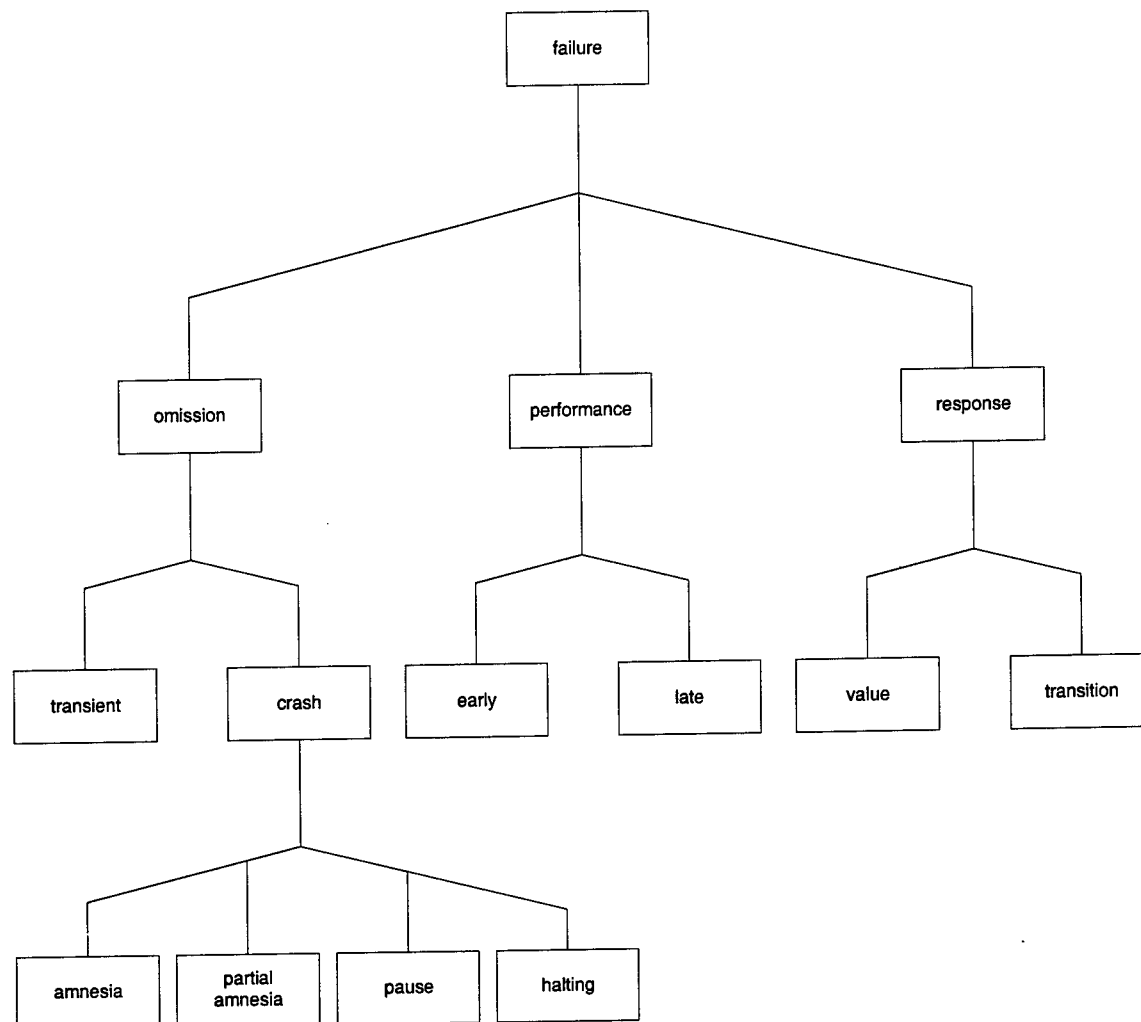 failure
omission
performance
response
transient
crash
early
late
value
transition
amnesia
partial
amnesia
pause
halting